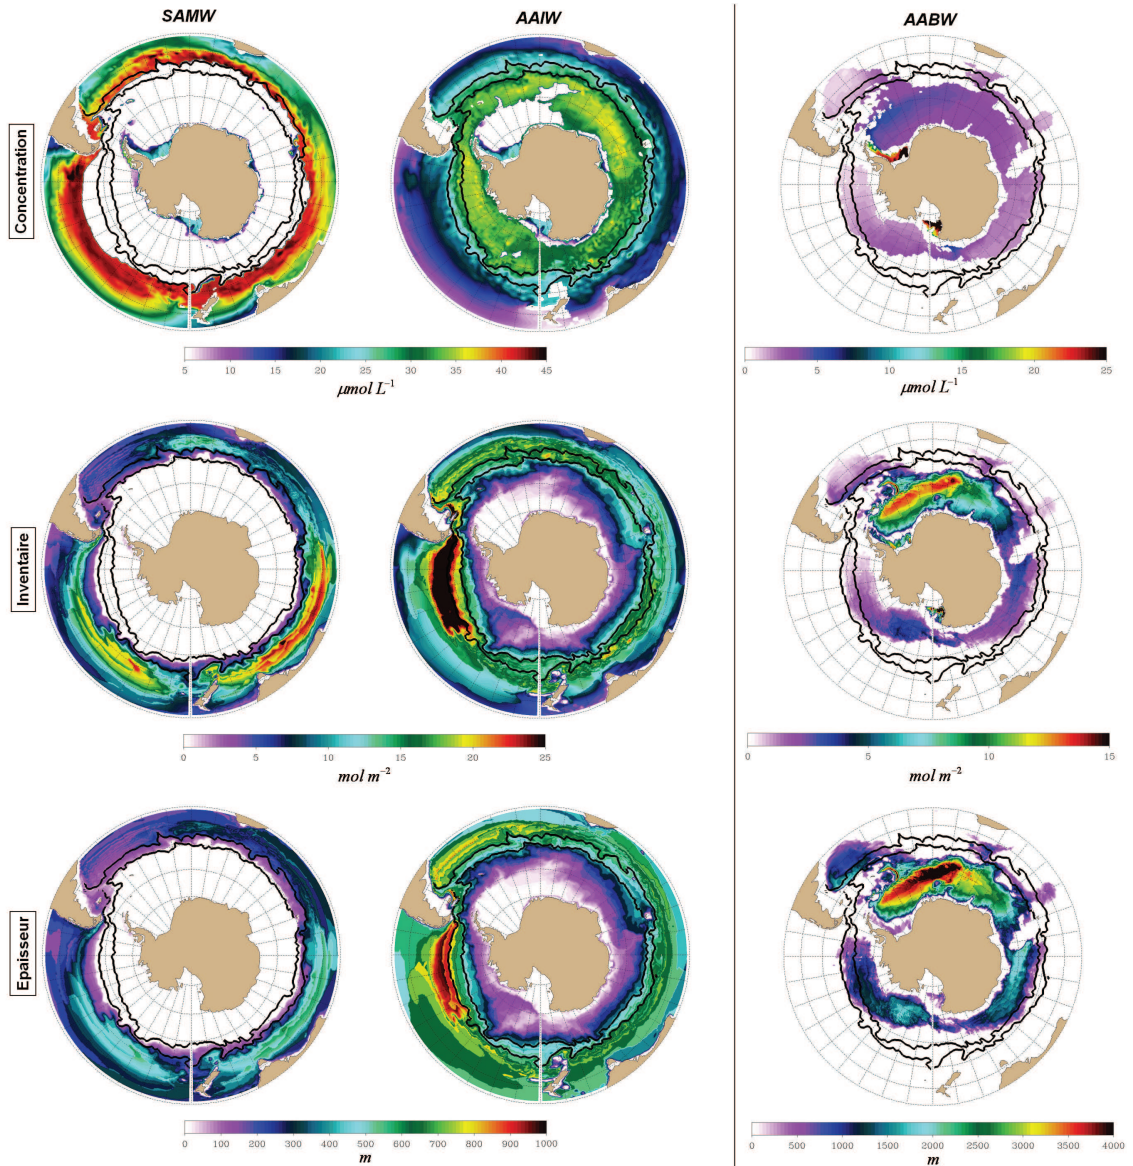 SAMW AAIW AABW
Concentration
5 10 15 20 25 30 35 40 45
μmol L⁻¹
0 5 10 15 20 25
μmol L⁻¹
Inventaire
0 5 10 15 20 25
mol m⁻²
0 5 10 15
mol m⁻²
Epaisseur
0 100 200 300 400 500 600 700 800 900 1000
m
0 500 1000 1500 2000 2500 3000 3500 4000
m